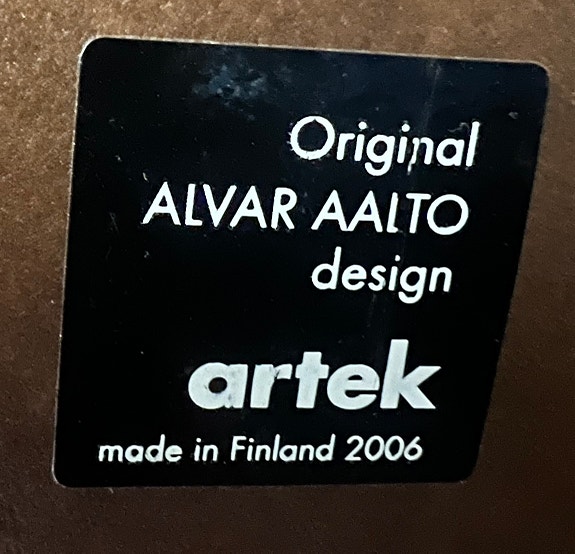 Original
ALVAR AALTO
design
artek
made in Finland 2006